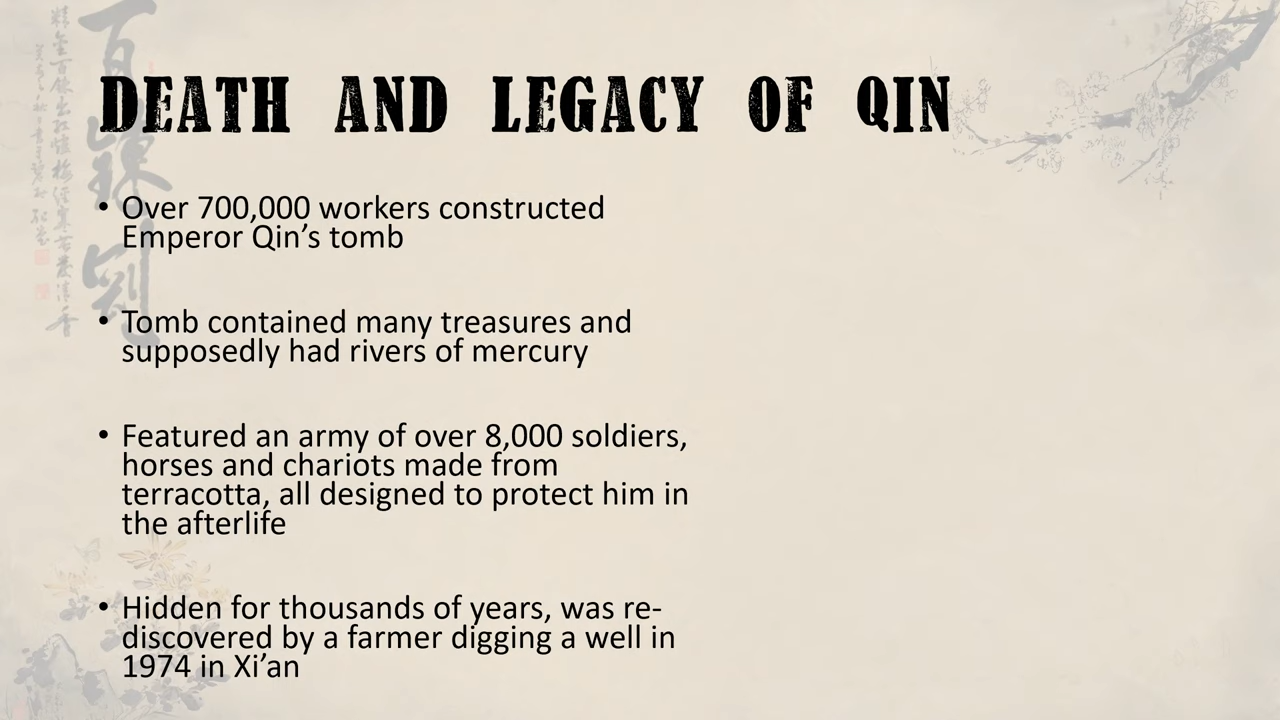 DEATH AND LEGACY OF QIN
• Over 700,000 workers constructed
Emperor Qin’s tomb
• Tomb contained many treasures and
supposedly had rivers of mercury
• Featured an army of over 8,000 soldiers,
horses and chariots made from
terracotta, all designed to protect him in
the afterlife
• Hidden for thousands of years, was re-
discovered by a farmer digging a well in
1974 in Xi’an